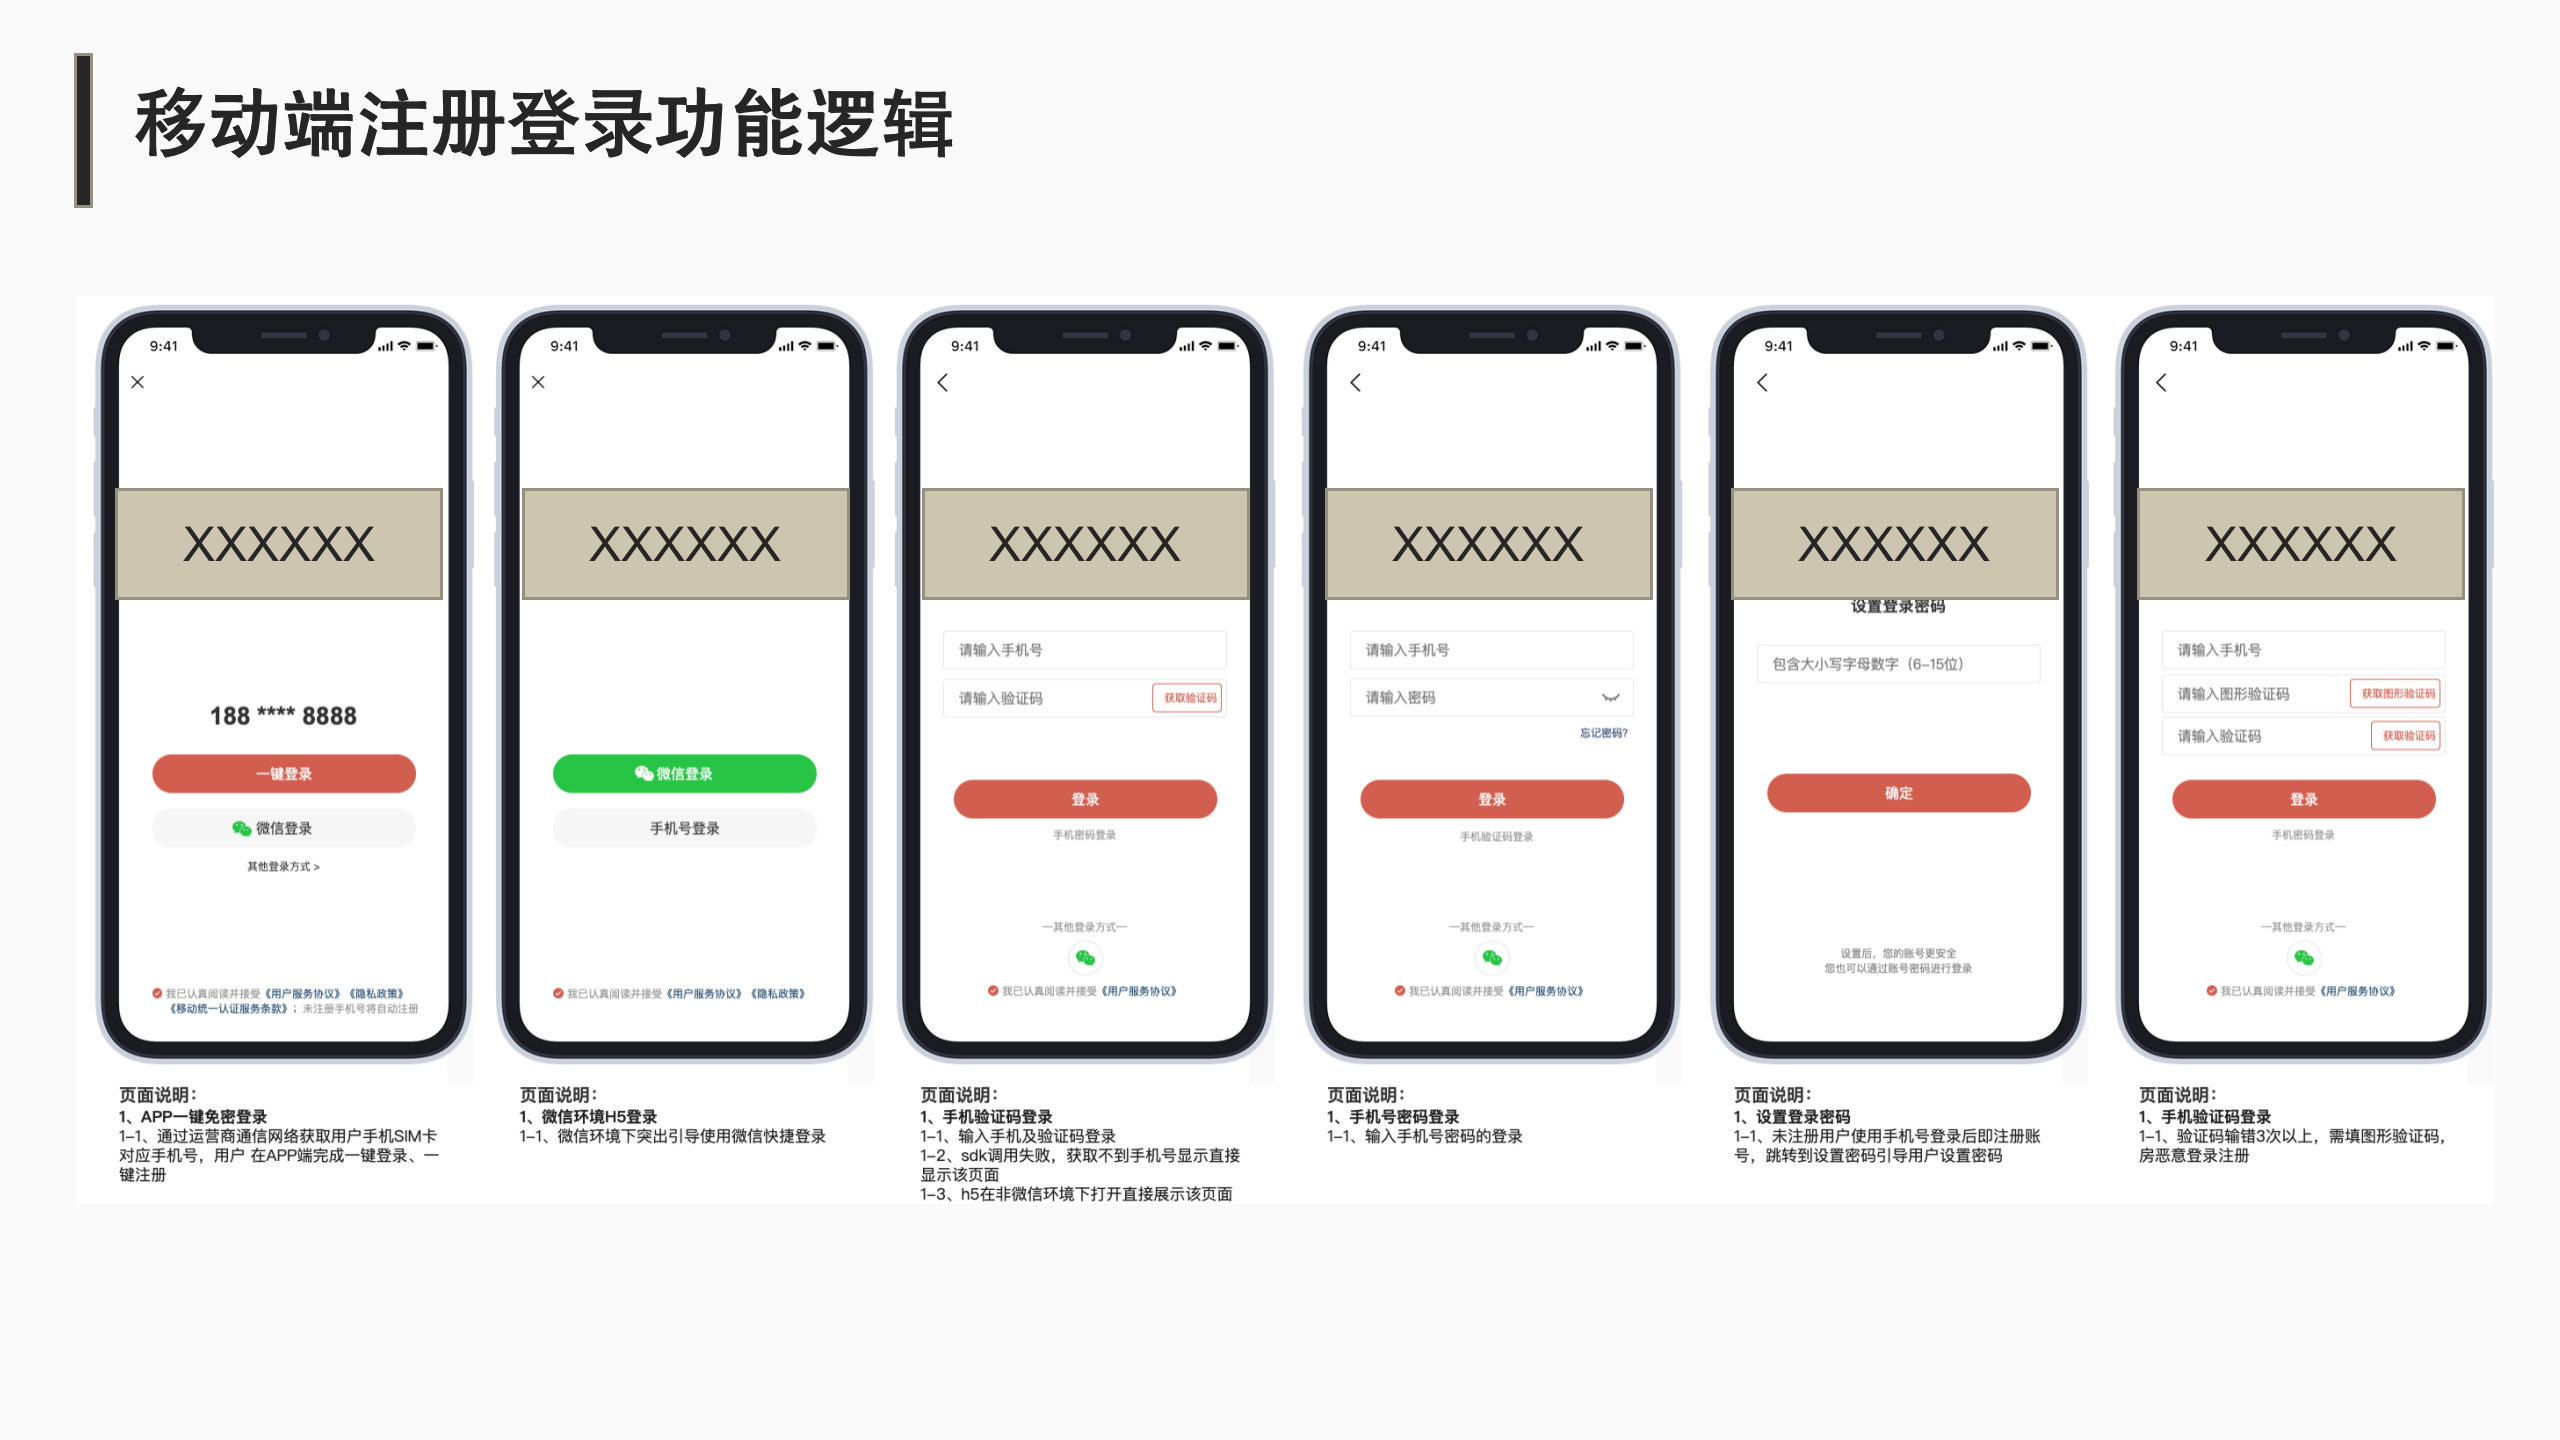 移动端注册登录功能逻辑
9:41
XXXXXX
188 **** 8888
一键登录
微信登录
其他登录方式 >
我已认真阅读并接受《用户服务协议》《隐私政策》
《移动统一认证服务条款》；未注册手机号将自动注册
页面说明：
1、APP一键免密登录
1-1、通过运营商通信网络获取用户手机SIM卡
对应手机号，用户 在APP端完成一键登录、一
键注册
9:41
XXXXXX
微信登录
手机号登录
我已认真阅读并接受《用户服务协议》《隐私政策》
页面说明：
1、微信环境H5登录
1-1、微信环境下突出引导使用微信快捷登录
9:41
XXXXXX
请输入手机号
请输入验证码
获取验证码
登录
手机密码登录
—其他登录方式—
我已认真阅读并接受《用户服务协议》
页面说明：
1、手机验证码登录
1-1、输入手机及验证码登录
1-2、sdk调用失败，获取不到手机号显示直接
显示该页面
1-3、h5在非微信环境下打开直接展示该页面
9:41
XXXXXX
请输入手机号
请输入密码
忘记密码?
登录
手机验证码登录
—其他登录方式—
我已认真阅读并接受《用户服务协议》
页面说明：
1、手机号密码登录
1-1、输入手机号密码的登录
9:41
XXXXXX
设置登录密码
包含大小写字母数字（6-15位）
确定
设置后，您的账号更安全
您也可以通过账号密码进行登录
页面说明：
1、设置登录密码
1-1、未注册用户使用手机号登录后即注册账
号，跳转到设置密码引导用户设置密码
9:41
XXXXXX
请输入手机号
请输入图形验证码
获取图形验证码
请输入验证码
获取验证码
登录
手机密码登录
—其他登录方式—
我已认真阅读并接受《用户服务协议》
页面说明：
1、手机验证码登录
1-1、验证码输错3次以上，需填图形验证码，
房恶意登录注册